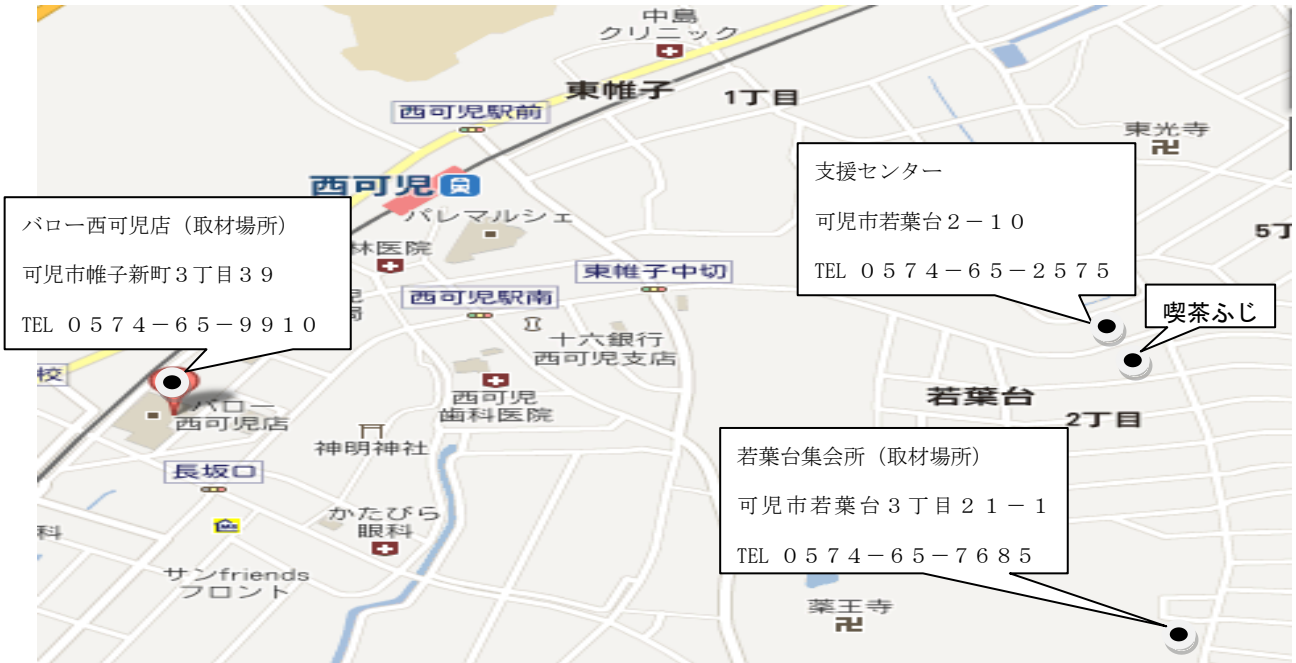 中島
クリニック
東帷子
1丁目
西可児駅前
東光寺
西可児
パレマルシェ
支援センター
可児市若葉台２－１０
TEL ０５７４－６５－２５７５
バロー西可児店（取材場所）
可児市帷子新町３丁目３９
TEL ０５７４－６５－９９１０
林医院
東帷子中切
西可児駅南
局
十六銀行
西可児支店
喫茶ふじ
校
バロー
西可児店
西可児
歯科医院
若葉台
2丁目
神明神社
長坂口
若葉台集会所（取材場所）
可児市若葉台３丁目２１－１
TEL ０５７４－６５－７６８５
かたびら
眼科
科
サンfriends
フロント
薬王寺